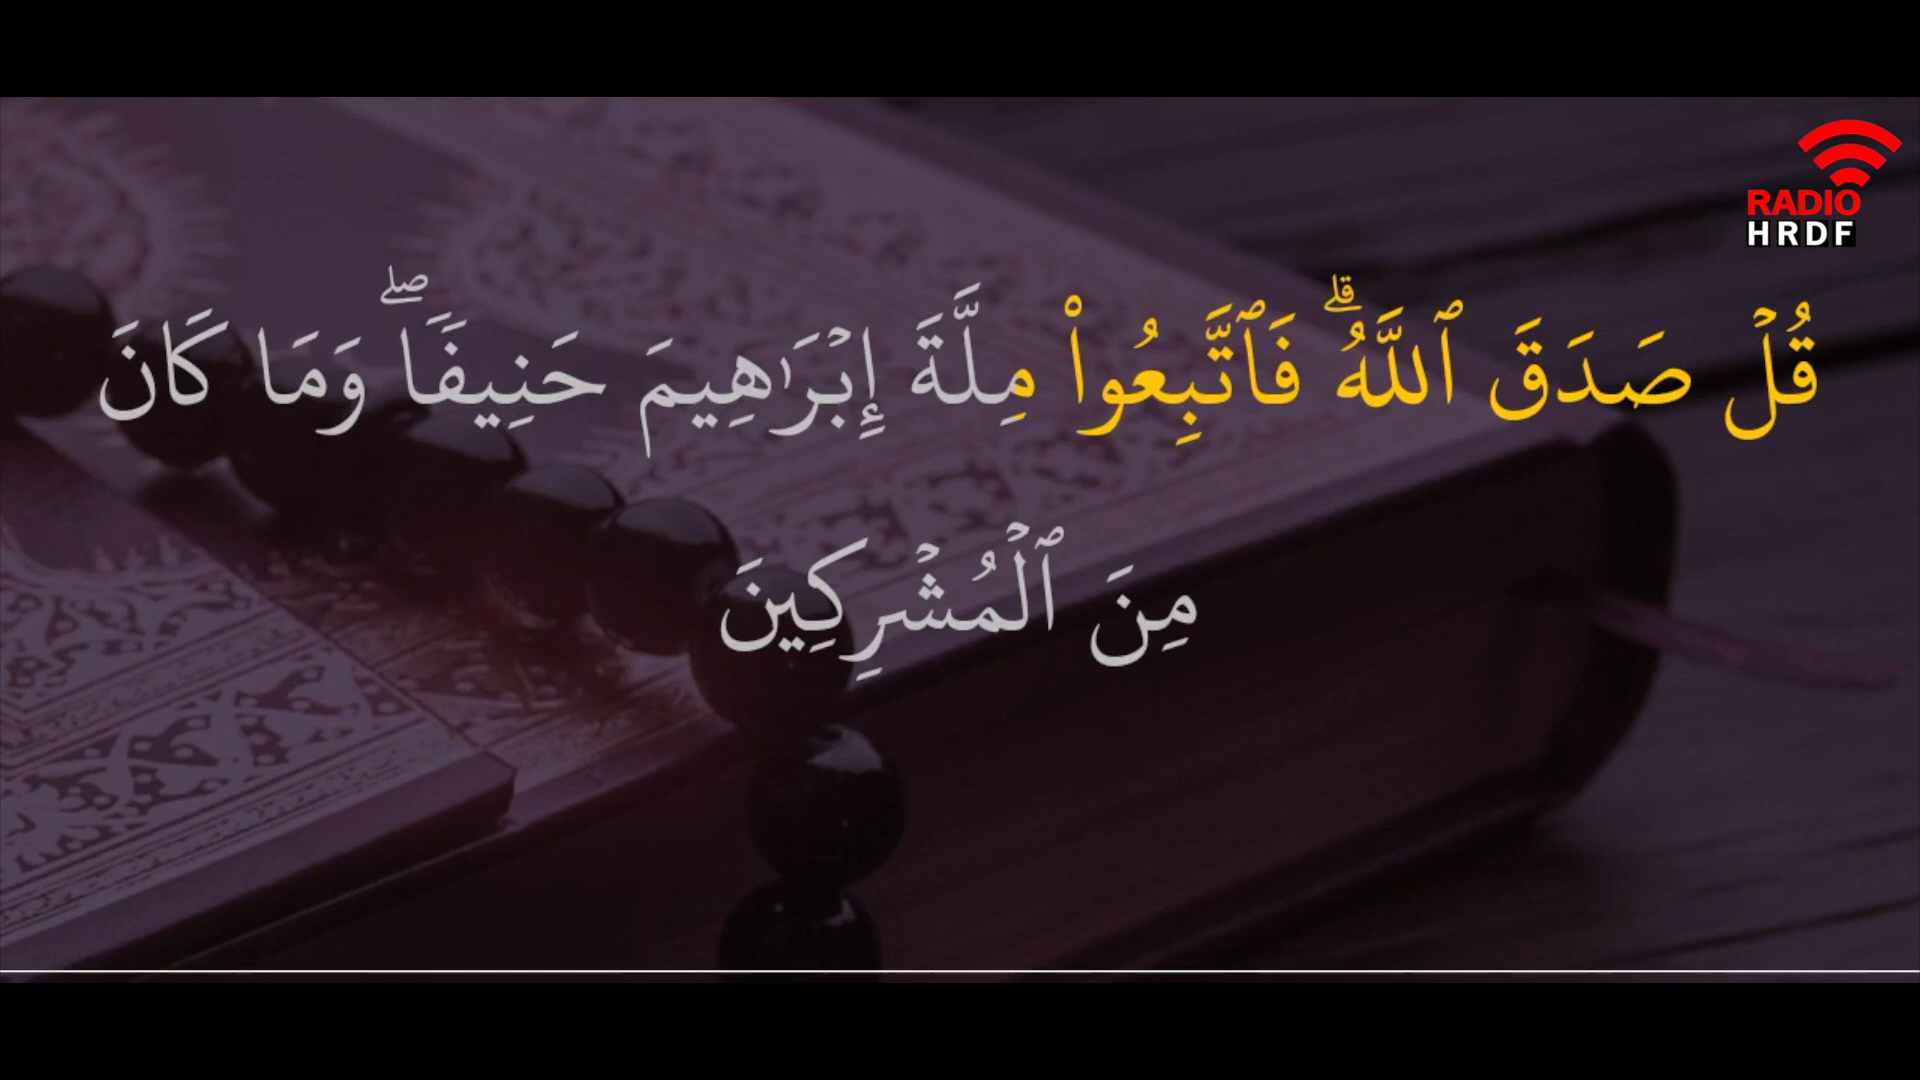 RADIO
HRDF
قُلۡ صَدَقَ ٱللَّهُۗ فَٱتَّبِعُواْ مِلَّةَ إِبۡرَٰهِيمَ حَنِيفٗاۖ وَمَا كَانَ
مِنَ ٱلۡمُشۡرِكِينَ